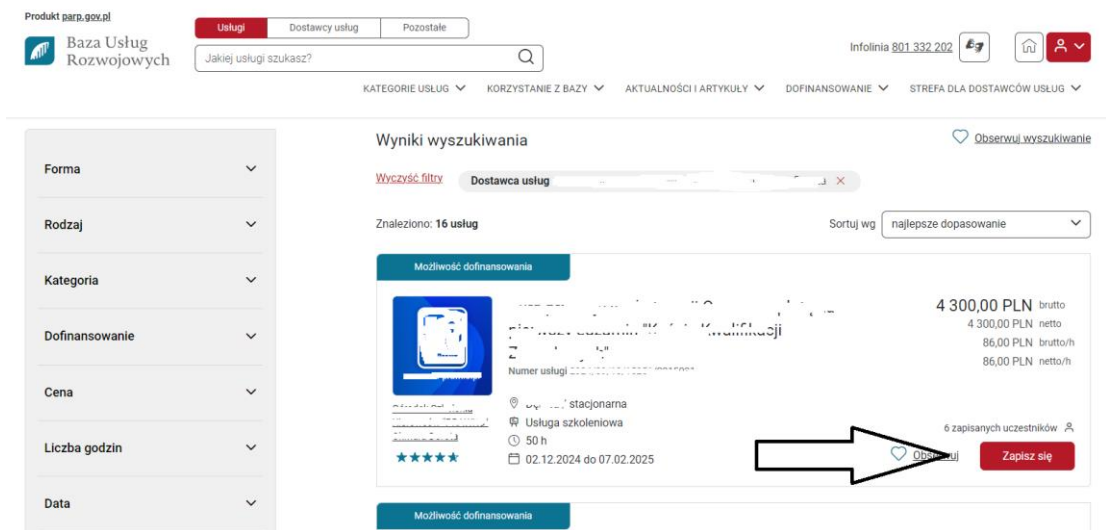 Produkt parp.gov.pl
Baza Usług
Rozwojowych
Usługi Dostawcy usług Pozostałe
Jakiej usługi szukasz?
Infolinia 801 332 202
KATEGORIE USŁUG KORZYSTANIE Z BAZY AKTUALNOŚCI I ARTYKUŁY DOFINANSOWANIE STREFA DLA DOSTAWCÓW USŁUG
Forma
Rodzaj
Kategoria
Dofinansowanie
Cena
Liczba godzin
Data
Wyniki wyszukiwania
Obserwuj wyszukiwanie
Wyczyść filtry Dostawca usług
Znaleziono: 16 usług
Sortuj wg najlepsze dopasowanie
Możliwość dofinansowania
Numer usługi
stacjonarna
Usługa szkoleniowa
50 h
02.12.2024 do 07.02.2025
4 300,00 PLN brutto
4 300,00 PLN netto
86,00 PLN brutto/h
86,00 PLN netto/h
6 zapisanych uczestników
Zapisz się
Możliwość dofinansowania